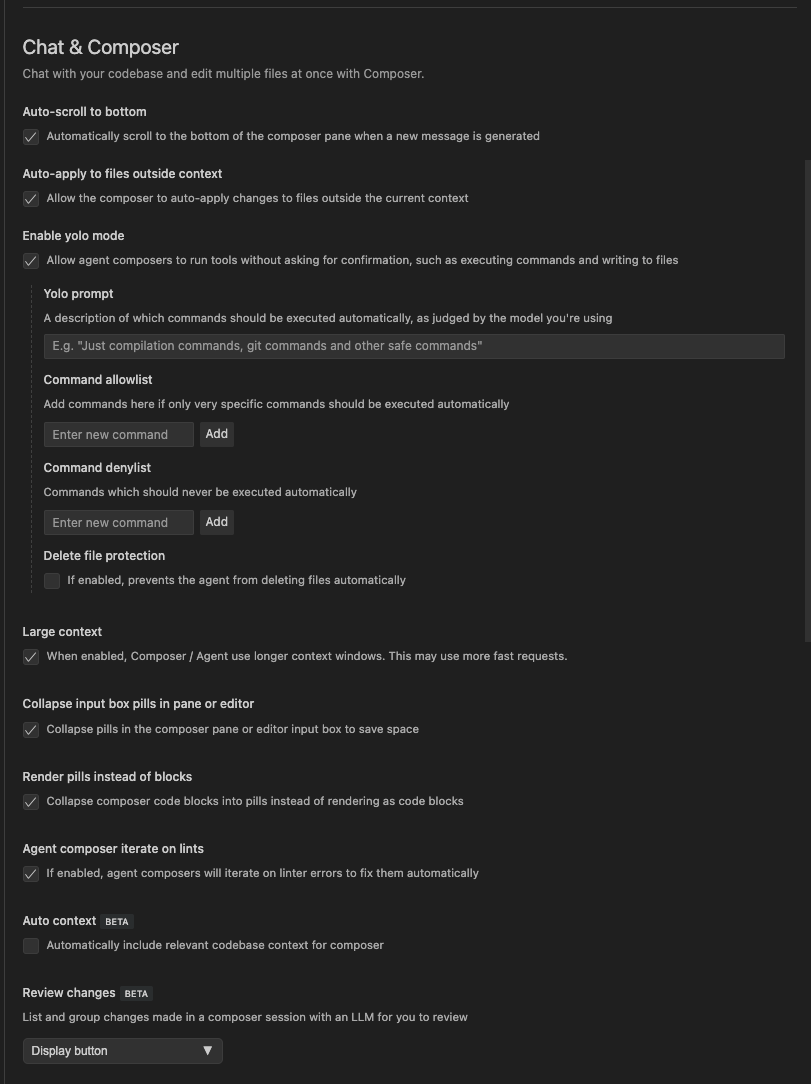 Chat & Composer
Chat with your codebase and edit multiple files at once with Composer.
Auto-scroll to bottom
Automatically scroll to the bottom of the composer pane when a new message is generated
Auto-apply to files outside context
Allow the composer to auto-apply changes to files outside the current context
Enable yolo mode
Allow agent composers to run tools without asking for confirmation, such as executing commands and writing to files
Yolo prompt
A description of which commands should be executed automatically, as judged by the model you're using
E.g. "Just compilation commands, git commands and other safe commands"
Command allowlist
Add commands here if only very specific commands should be executed automatically
Enter new command Add
Command denylist
Commands which should never be executed automatically
Enter new command Add
Delete file protection
If enabled, prevents the agent from deleting files automatically
Large context
When enabled, Composer / Agent use longer context windows. This may use more fast requests.
Collapse input box pills in pane or editor
Collapse pills in the composer pane or editor input box to save space
Render pills instead of blocks
Collapse composer code blocks into pills instead of rendering as code blocks
Agent composer iterate on lints
If enabled, agent composers will iterate on linter errors to fix them automatically
Auto context BETA
Automatically include relevant codebase context for composer
Review changes BETA
List and group changes made in a composer session with an LLM for you to review
Display button